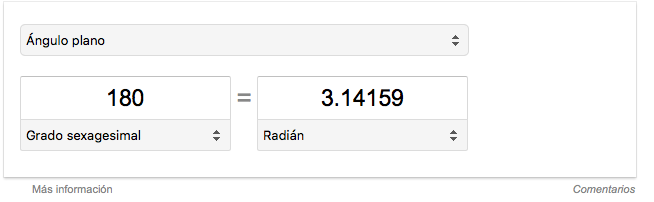 Ángulo plano
180 = 3.14159
Grado sexagesimal Radián
Más información Comentarios